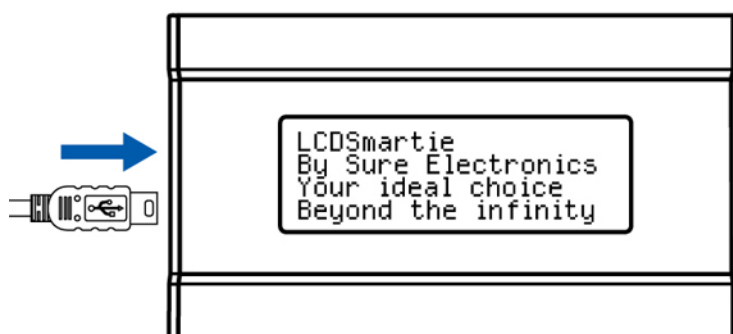 LCDSmartie
By Sure Electronics
Your ideal choice
Beyond the infinity